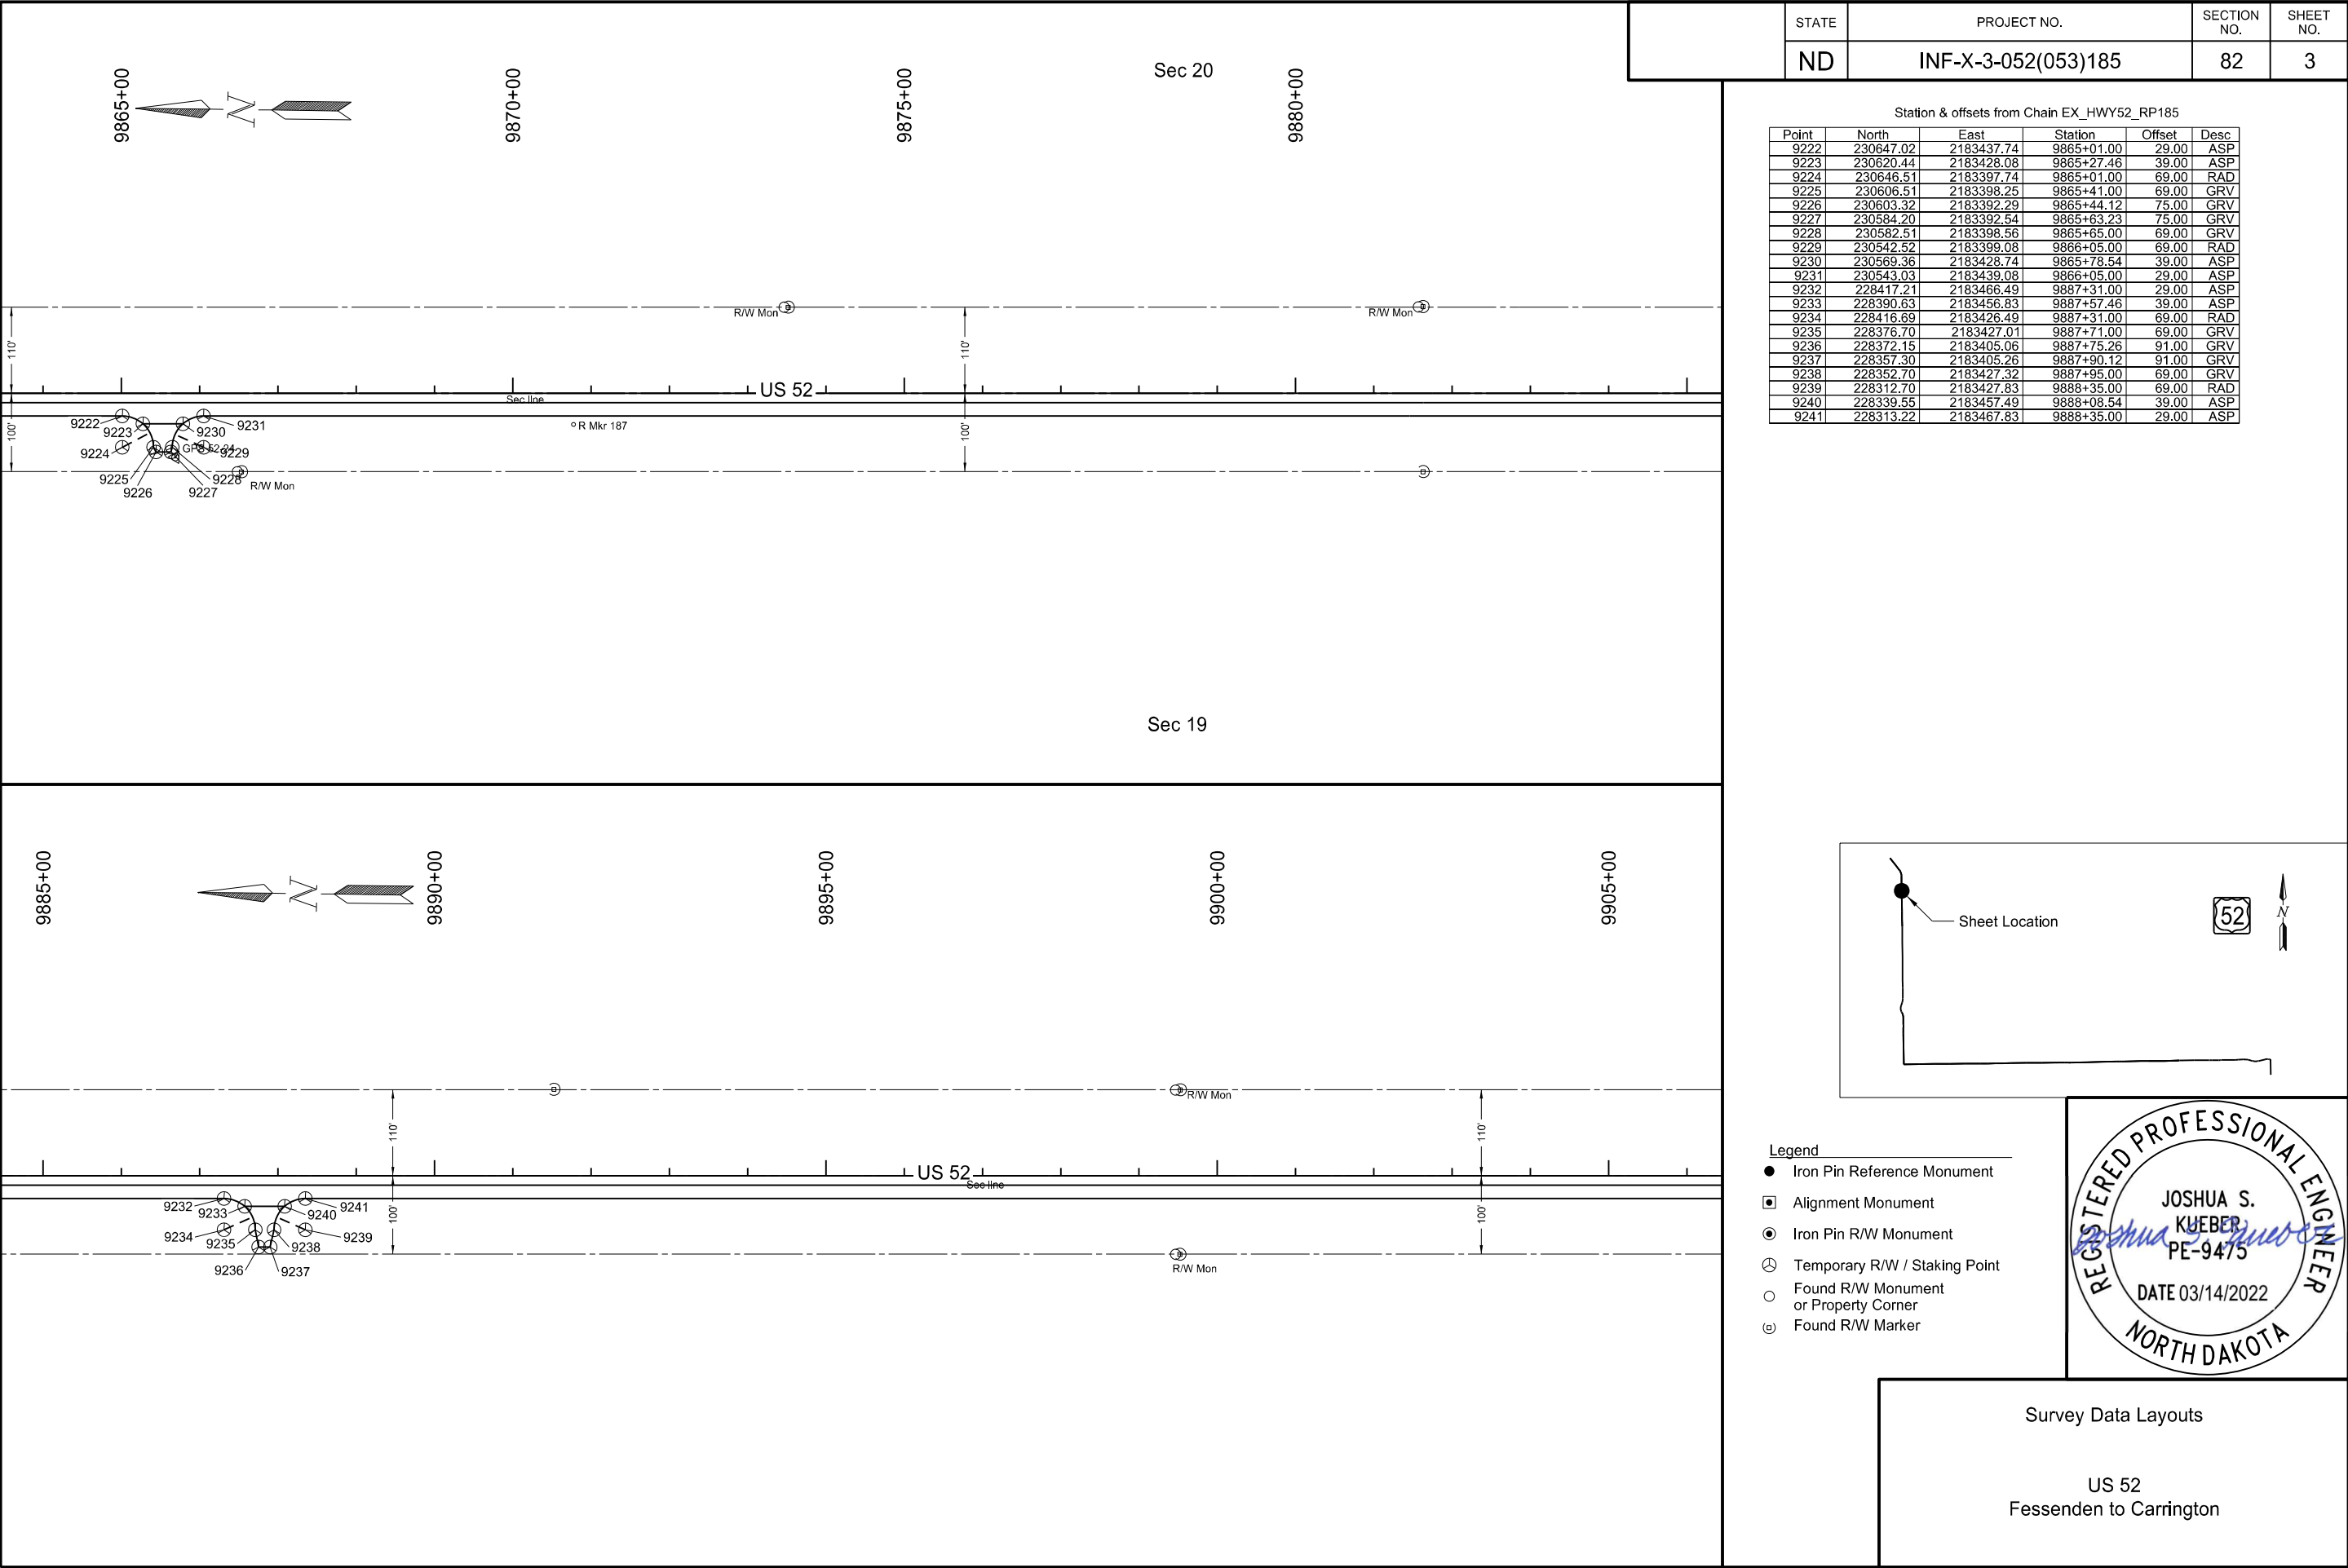 STATE PROJECT NO. SECTION NO. SHEET NO.
ND INF-X-3-052(053)185 82 3
9865+00 9870+00 9875+00 Sec 20 9880+00
N
R/W Mon R/W Mon
110' 110'
US 52
Sec line
9222 9223 9230 9231
R Mkr 187
100' 100'
9224 GPS 52-24 9229
9225 9228
9226 9227 R/W Mon
Sec 19
Station & offsets from Chain EX_HWY52_RP185
Point North East Station Offset Desc
9222 230647.02 2183437.74 9865+01.00 29.00 ASP
9223 230620.44 2183428.08 9865+27.46 39.00 ASP
9224 230646.51 2183397.74 9865+01.00 69.00 RAD
9225 230606.51 2183398.25 9865+41.00 69.00 GRV
9226 230603.32 2183392.29 9865+44.12 75.00 GRV
9227 230584.20 2183392.54 9865+63.23 75.00 GRV
9228 230582.51 2183398.56 9865+65.00 69.00 GRV
9229 230542.52 2183399.08 9866+05.00 69.00 RAD
9230 230569.36 2183428.74 9865+78.54 39.00 ASP
9231 230543.03 2183439.08 9866+05.00 29.00 ASP
9232 228417.21 2183466.49 9887+31.00 29.00 ASP
9233 228390.63 2183456.83 9887+57.46 39.00 ASP
9234 228416.69 2183426.49 9887+31.00 69.00 RAD
9235 228376.70 2183427.01 9887+71.00 69.00 GRV
9236 228372.15 2183405.06 9887+75.26 91.00 GRV
9237 228357.30 2183405.26 9887+90.12 91.00 GRV
9238 228352.70 2183427.32 9887+95.00 69.00 GRV
9239 228312.70 2183427.83 9888+35.00 69.00 RAD
9240 228339.55 2183457.49 9888+08.54 39.00 ASP
9241 228313.22 2183467.83 9888+35.00 29.00 ASP
9885+00 9890+00 9895+00 9900+00 9905+00
N
R/W Mon
110' 110'
US 52
Sec line
9232 9233 9240 9241
100' 100'
9234 9235 9238 9239
9236 9237
R/W Mon
Sheet Location
52
N
Legend
Iron Pin Reference Monument
Alignment Monument
Iron Pin R/W Monument
Temporary R/W / Staking Point
Found R/W Monument
or Property Corner
Found R/W Marker
REGISTERED PROFESSIONAL ENGINEER
JOSHUA S.
KUEBER
Joshua S. Kueber
PE-9475
DATE 03/14/2022
NORTH DAKOTA
Survey Data Layouts
US 52
Fessenden to Carrington